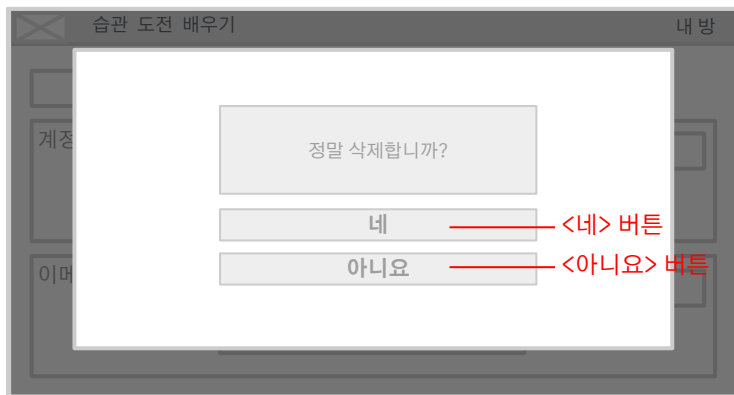 습관 도전 배우기
내 방
계정
정말 삭제합니까?
네
<네> 버튼
아니요
<아니요> 버튼
이메